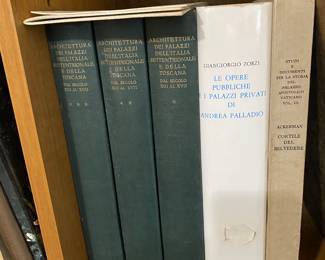 ARCHITETTURA
DEI PALAZZI
DELL'ITALIA
SETTENTRIONALE
E DELLA
TOSCANA
DAL SECOLO
XIII AL XVII
***
ARCHITETTURA
DEI PALAZZI
DELL'ITALIA
SETTENTRIONALE
E DELLA
TOSCANA
DAL SECOLO
XIII AL XVII
**
ARCHITETTURA
DEI PALAZZI
DELL'ITALIA
SETTENTRIONALE
E DELLA
TOSCANA
DAL SECOLO
XIII AL XVII
*
GIANGIORGIO ZORZI
LE OPERE
PUBBLICHE
E I PALAZZI PRIVATI
DI
ANDREA PALLADIO
STUDI
E
DOCUMENTI
PER LA STORIA
DEL
PALAZZO
APOSTOLICO
VATICANO
VOL. III.
ACKERMAN
CORTILE
DEL
BELVEDERE